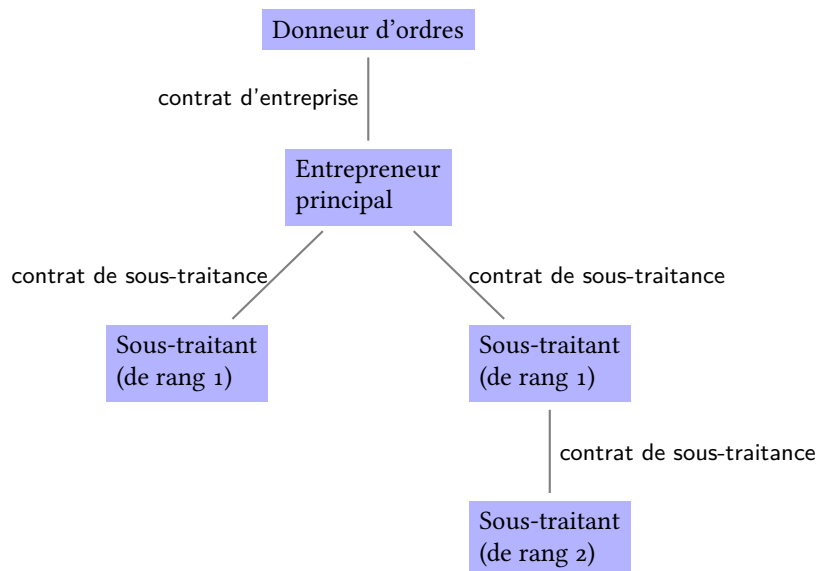 Donneur d'ordres
contrat d'entreprise
Entrepreneur
principal
contrat de sous-traitance
contrat de sous-traitance
Sous-traitant
(de rang 1)
Sous-traitant
(de rang 1)
contrat de sous-traitance
Sous-traitant
(de rang 2)